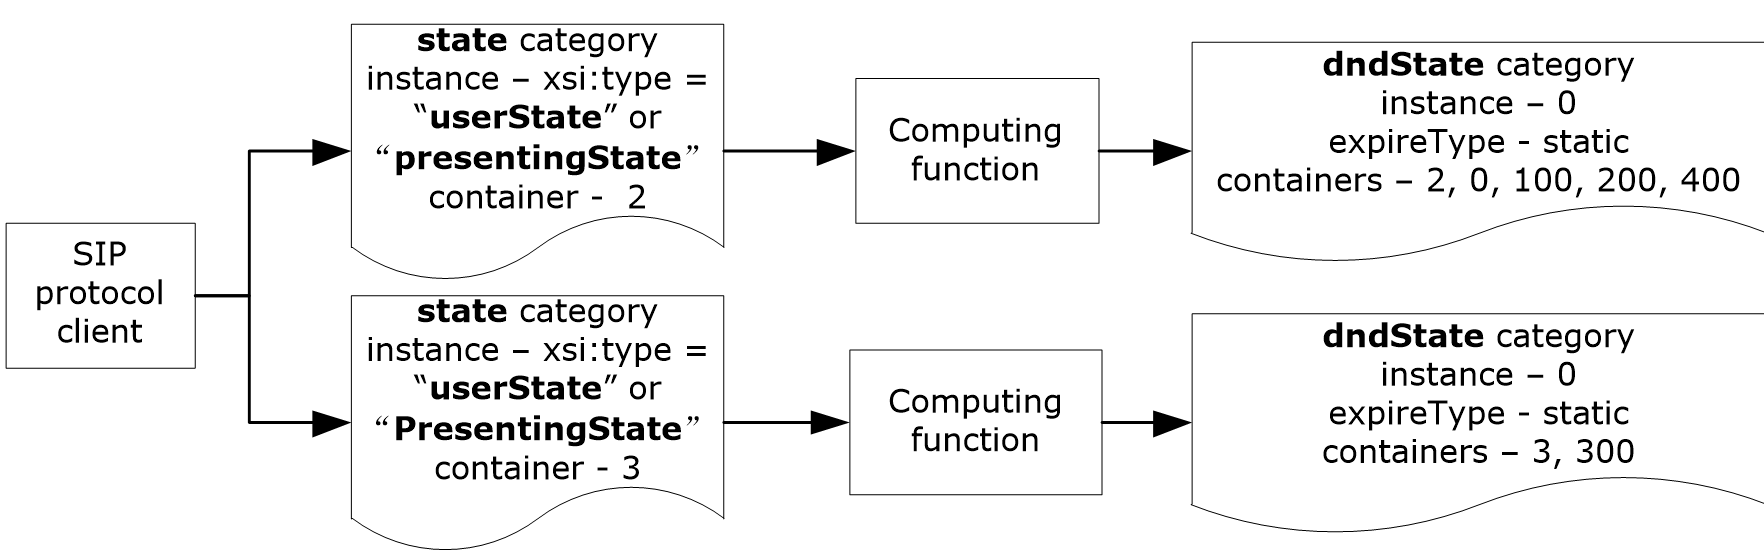 SIP
protocol
client
state category
instance – xsi:type =
“userState” or
“presentingState”
container -  2
Computing
function
dndState category
instance – 0
expireType - static
containers – 2, 0, 100, 200, 400
state category
instance – xsi:type =
“userState” or
“PresentingState”
container - 3
Computing
function
dndState category
instance – 0
expireType - static
containers – 3, 300